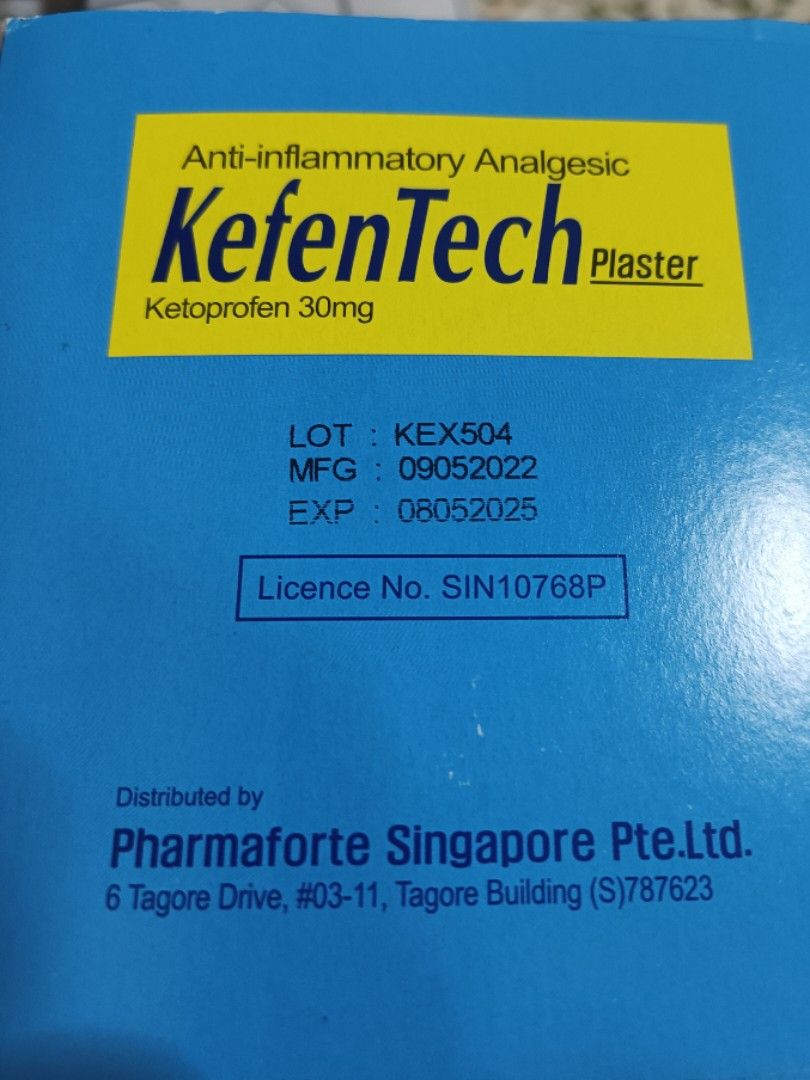 Anti-inflammatory Analgesic
KefenTech Plaster
Ketoprofen 30mg
LOT : KEX504
MFG : 09052022
EXP : 08052025
Licence No. SIN10768P
Distributed by
Pharmaforte Singapore Pte.Ltd.
6 Tagore Drive, #03-11, Tagore Building (S)787623